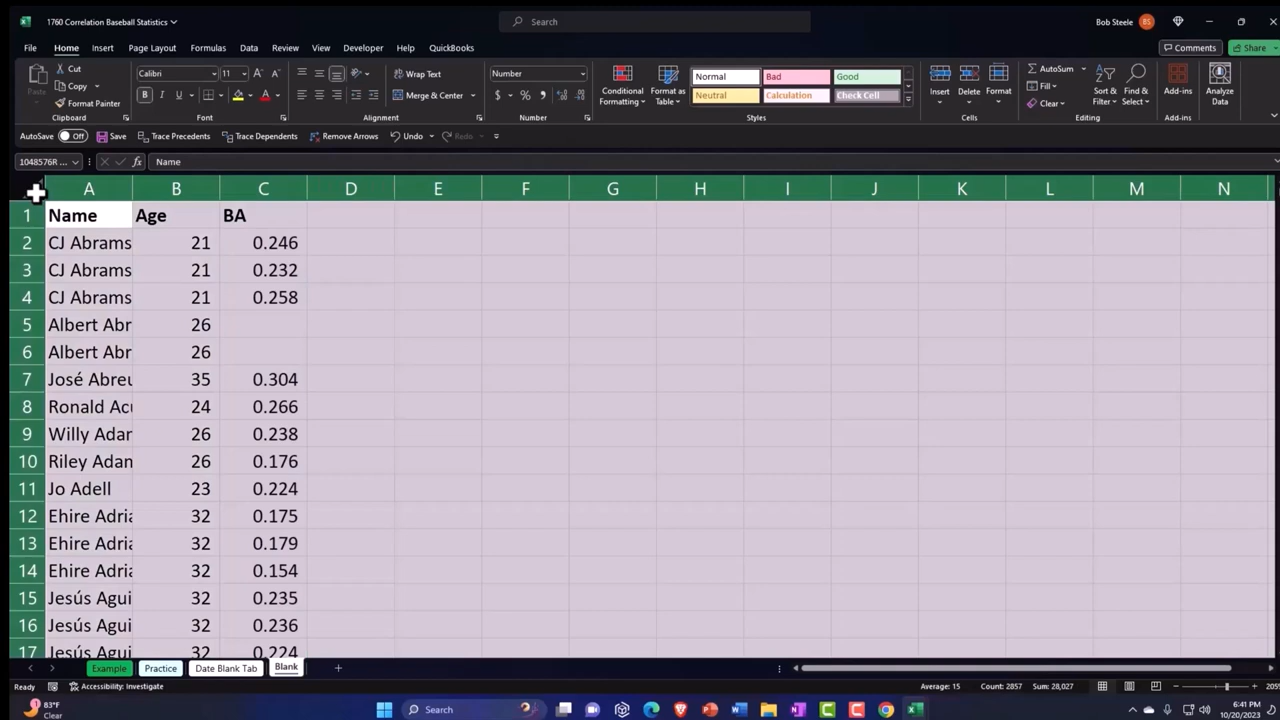 1760 Correlation Baseball Statistics
Search
Bob Steele
BS
File Home Insert Page Layout Formulas Data Review View Automate Developer Help QuickBooks
Comments
Share
Paste
Cut
Copy
Format Painter
Clipboard
Calibri 11
B I U
Font
Wrap Text
Merge & Center
Alignment
Number
$ % 9
Number
Conditional Formatting
Format as Table
Normal Bad Good
Neutral Calculation Check Cell
Styles
Insert Delete Format
Cells
AutoSum
Fill
Clear
Sort & Filter
Find & Select
Editing
Add-ins
Add-ins
Analyze Data
AutoSave Off Save Trace Precedents Trace Dependents Remove Arrows Undo Redo
1048576R ... fx Name
A B C D E F G H I J K L M N
1 Name Age BA
2 CJ Abrams 21 0.246
3 CJ Abrams 21 0.232
4 CJ Abrams 21 0.258
5 Albert Abr 26
6 Albert Abr 26
7 José Abreu 35 0.304
8 Ronald Acu 24 0.266
9 Willy Adar 26 0.238
10 Riley Adan 26 0.176
11 Jo Adell 23 0.224
12 Ehire Adria 32 0.175
13 Ehire Adria 32 0.179
14 Ehire Adria 32 0.154
15 Jesús Agui 32 0.235
16 Jesús Agui 32 0.236
17 Jesús Agui 32 0.224
Example Practice Date Blank Tab Blank
Ready Accessibility: Investigate Average: 15 Count: 2857 Sum: 28,027 205
83°F
Clear
Search
6:41 PM
10/20/2023